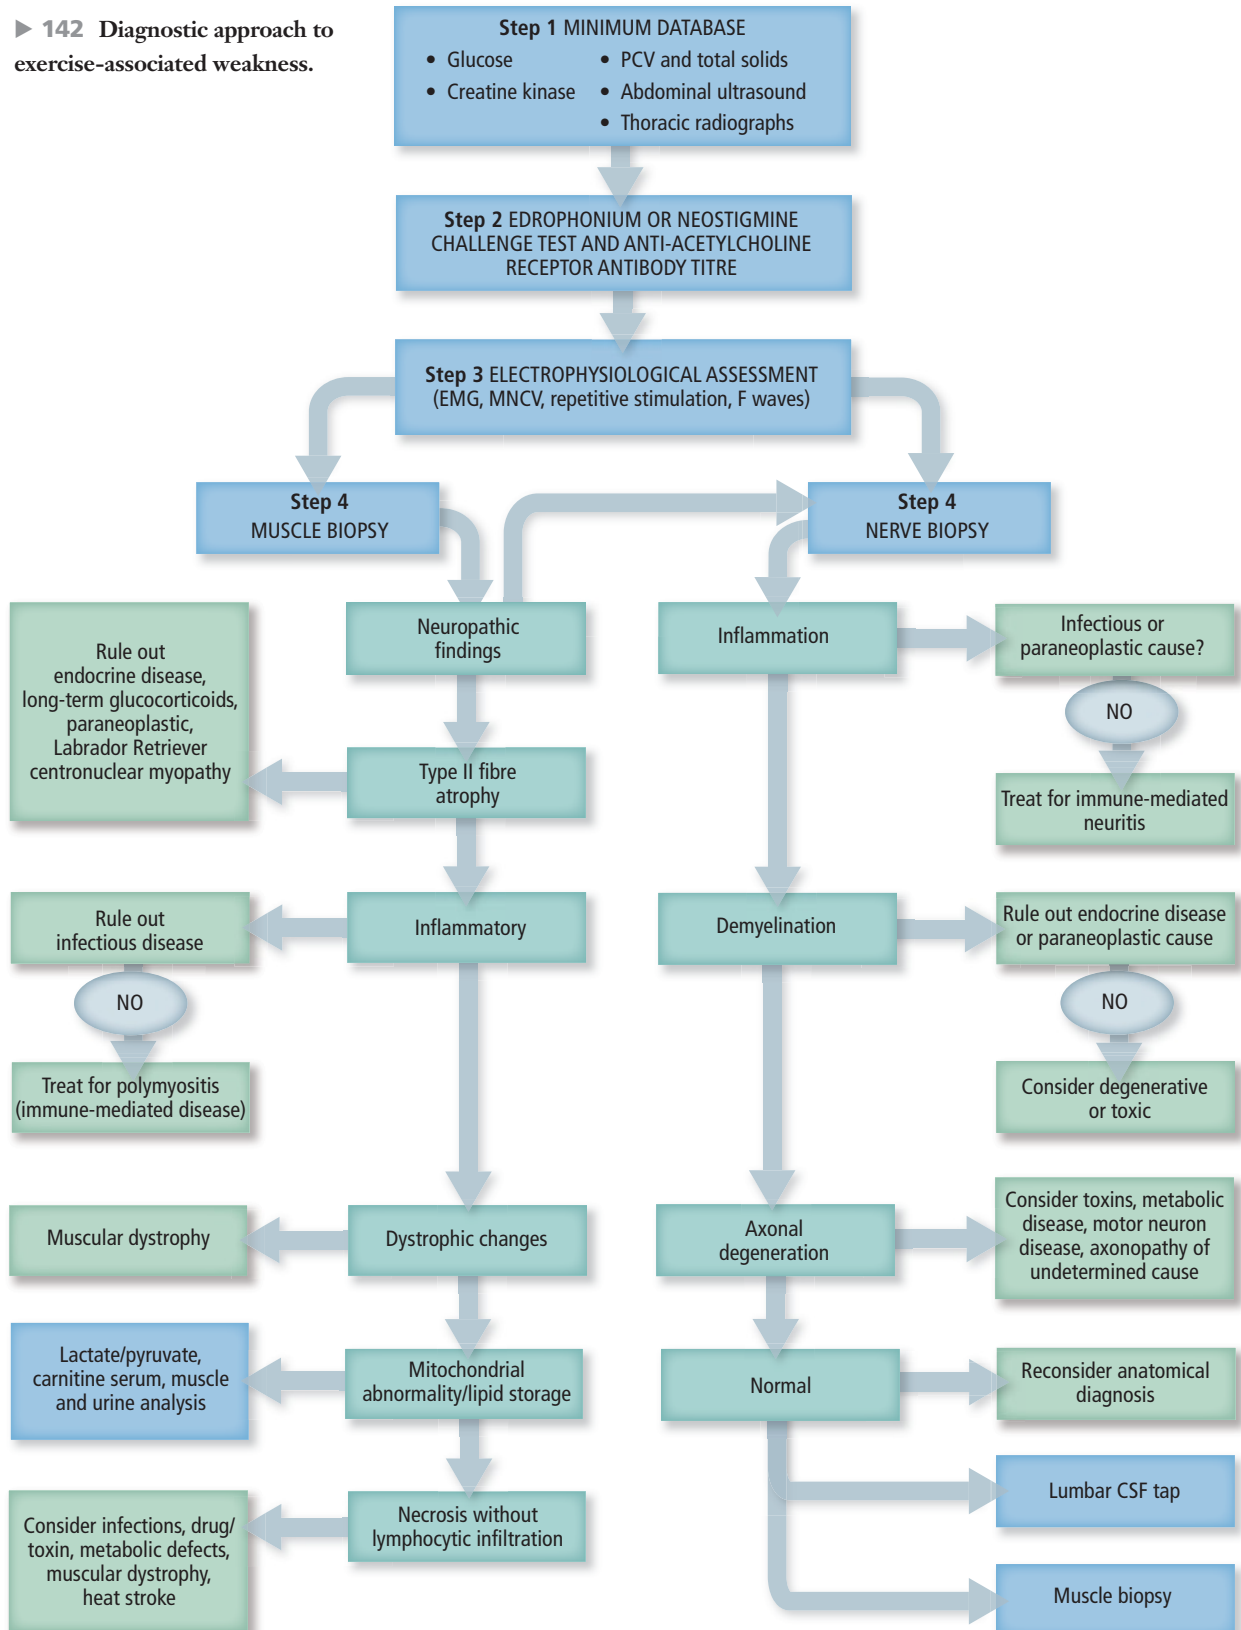 ▶ 142 Diagnostic approach to
exercise-associated weakness.
Step 1 MINIMUM DATABASE
• Glucose
• Creatine kinase
• PCV and total solids
• Abdominal ultrasound
• Thoracic radiographs
Step 2 EDROPHONIUM OR NEOSTIGMINE
CHALLENGE TEST AND ANTI-ACETYLCHOLINE
RECEPTOR ANTIBODY TITRE
Step 3 ELECTROPHYSIOLOGICAL ASSESSMENT
(EMG, MNCV, repetitive stimulation, F waves)
Step 4
MUSCLE BIOPSY
Step 4
NERVE BIOPSY
Neuropathic
findings
Rule out
endocrine disease,
long-term glucocorticoids,
paraneoplastic,
Labrador Retriever
centronuclear myopathy
Type II fibre
atrophy
Rule out
infectious disease
Inflammatory
NO
Treat for polymyositis
(immune-mediated disease)
Muscular dystrophy
Dystrophic changes
Lactate/pyruvate,
carnitine serum, muscle
and urine analysis
Mitochondrial
abnormality/lipid storage
Consider infections, drug/
toxin, metabolic defects,
muscular dystrophy,
heat stroke
Necrosis without
lymphocytic infiltration
Inflammation
Infectious or
paraneoplastic cause?
NO
Treat for immune-mediated
neuritis
Demyelination
Rule out endocrine disease
or paraneoplastic cause
NO
Consider degenerative
or toxic
Axonal
degeneration
Consider toxins, metabolic
disease, motor neuron
disease, axonopathy of
undetermined cause
Normal
Reconsider anatomical
diagnosis
Lumbar CSF tap
Muscle biopsy